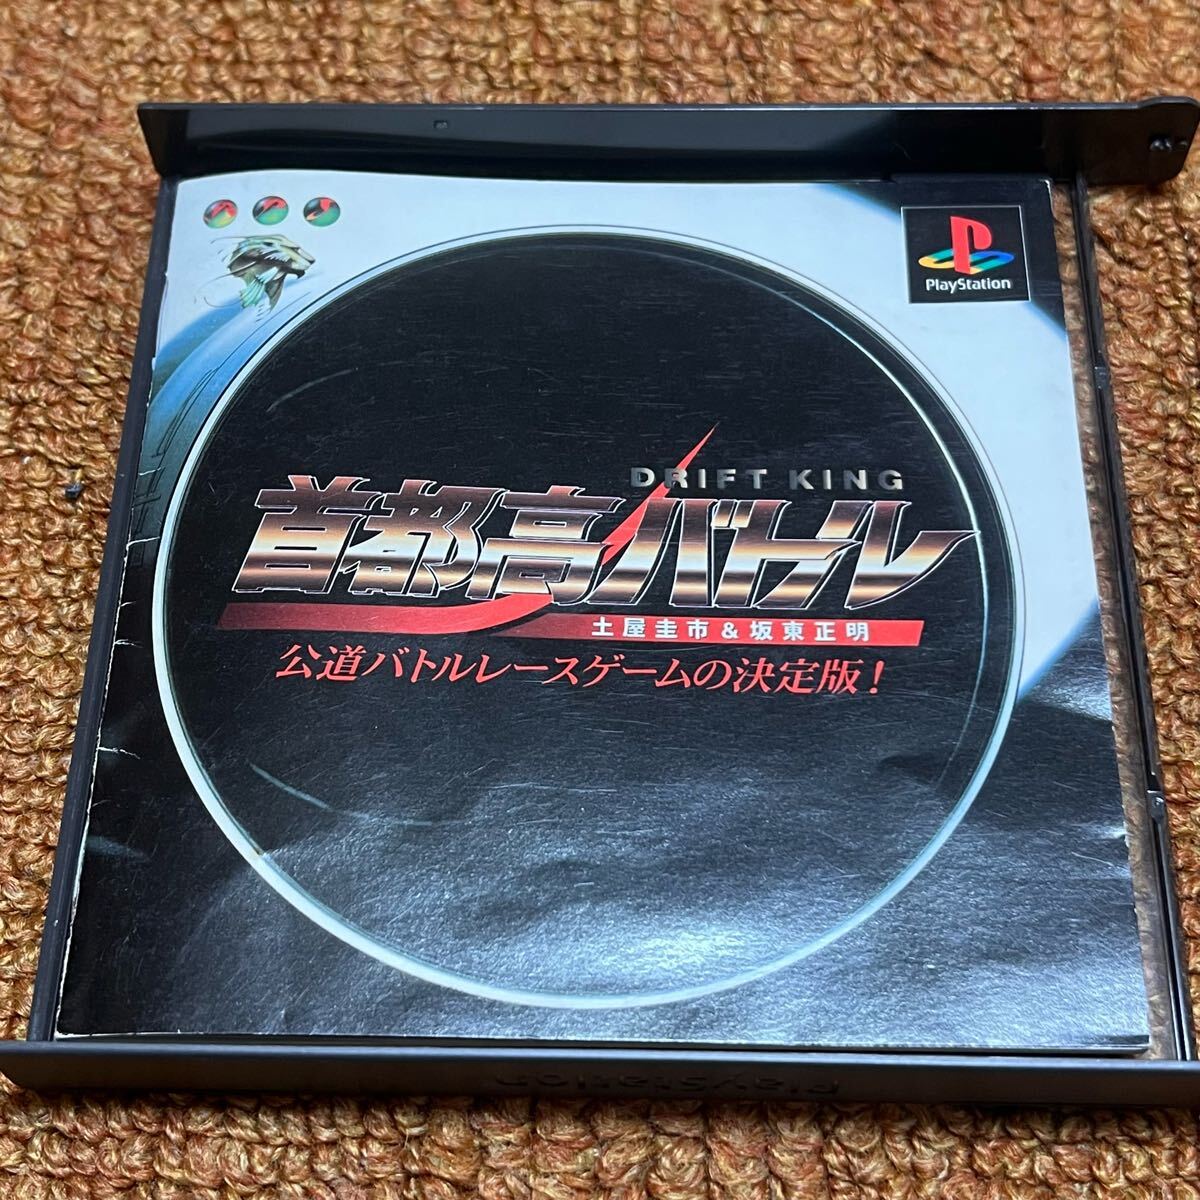 PlayStation
DRIFT KING
首都高バトル
土屋圭市&坂東正明
公道バトルレースゲームの決定版!
PlayStation